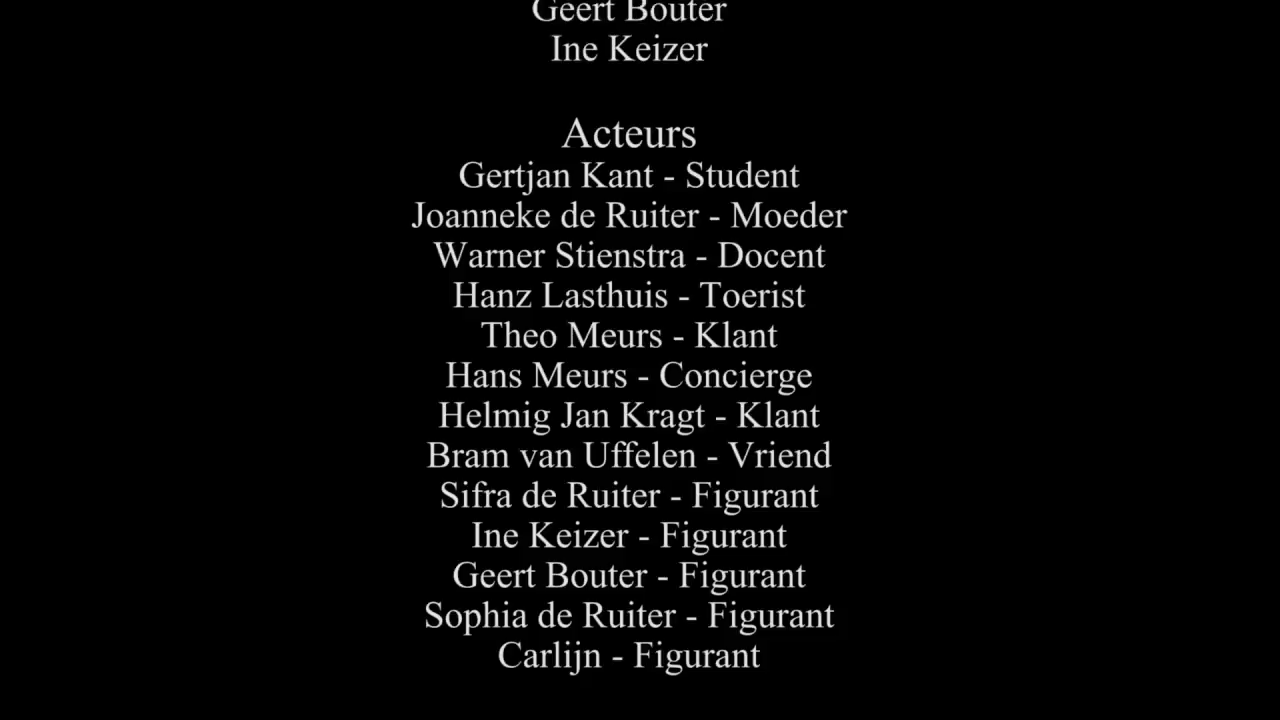 Geert Bouter
Ine Keizer
Acteurs
Gertjan Kant - Student
Joanneke de Ruiter - Moeder
Warner Stienstra - Docent
Hanz Lasthuis - Toerist
Theo Meurs - Klant
Hans Meurs - Concierge
Helmig Jan Kragt - Klant
Bram van Uffelen - Vriend
Sifra de Ruiter - Figurant
Ine Keizer - Figurant
Geert Bouter - Figurant
Sophia de Ruiter - Figurant
Carlijn - Figurant